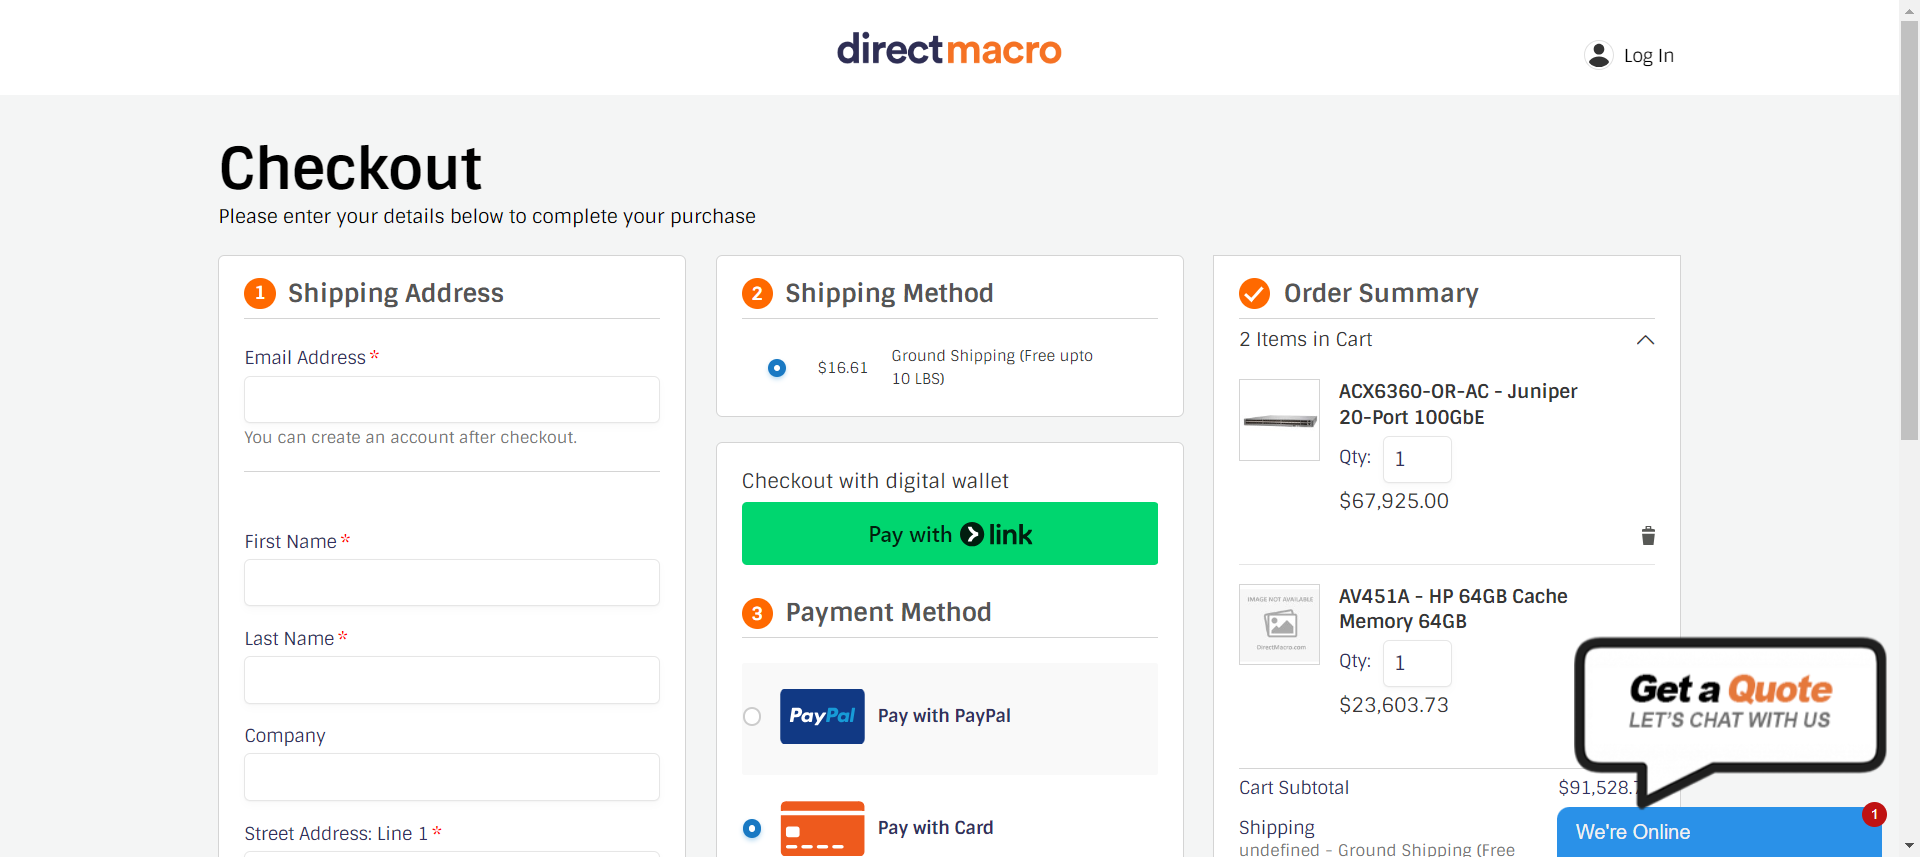 directmacro
Log In
Checkout
Please enter your details below to complete your purchase
1 Shipping Address
Email Address *
You can create an account after checkout.
First Name *
Last Name *
Company
Street Address: Line 1 *
2 Shipping Method
$16.61
Ground Shipping (Free upto
10 LBS)
Checkout with digital wallet
Pay with link
3 Payment Method
PayPal Pay with PayPal
Pay with Card
Order Summary
2 Items in Cart
ACX6360-OR-AC - Juniper
20-Port 100GbE
Qty: 1
$67,925.00
IMAGE NOT AVAILABLE
DirectMacro.com
AV451A - HP 64GB Cache
Memory 64GB
Qty: 1
$23,603.73
Cart Subtotal
$91,528.
Shipping
undefined - Ground Shipping (Free
Get a Quote
LET'S CHAT WITH US
We're Online
1